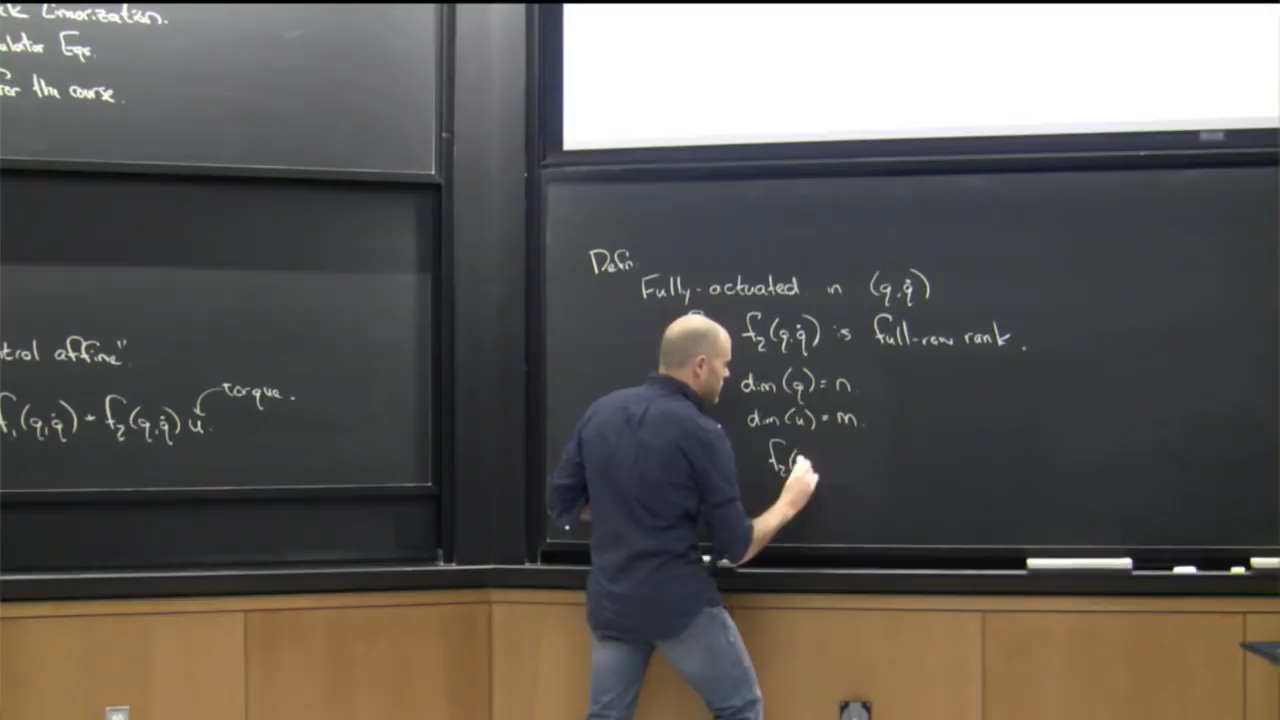 Linearization.
Eqs.
for the course.
"control affine".
f₁(q,q̇) + f₂(q,q̇) u
torque.
Defn:
Fully-actuated in (q,q̇)
f₂(q,q̇) is full-row rank.
dim(q) = n.
dim(u) = m.
f₂(